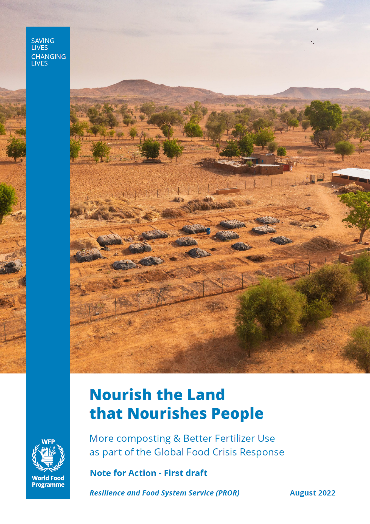 SAVING
LIVES
CHANGING
LIVES
Nourish the Land
that Nourishes People
More composting & Better Fertilizer Use
as part of the Global Food Crisis Response
WFP
World Food
Programme
Note for Action - First draft
Resilience and Food System Service (PROR)
August 2022